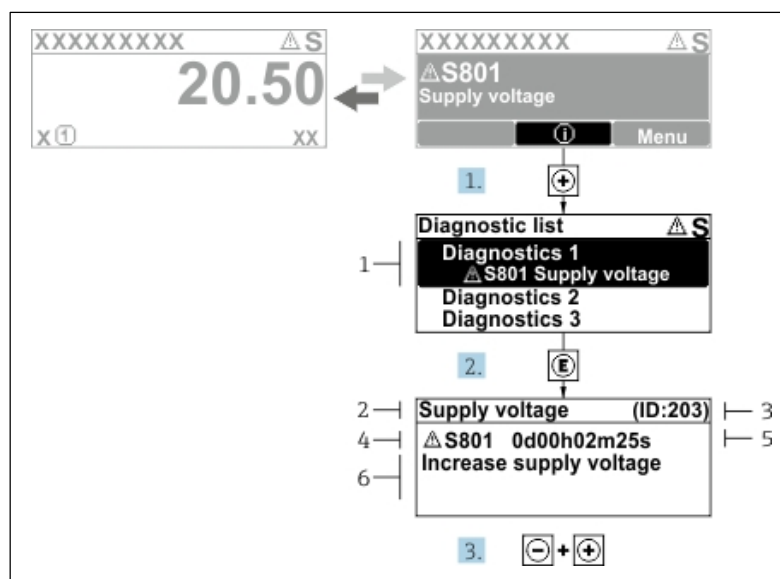 XXXXXXXXX ⚠S
20.50
X① XX
XXXXXXXXX ⚠S
⚠S801
Supply voltage
ⓘ Menu
1. ⊕
Diagnostic list ⚠S
1
Diagnostics 1
⚠S801 Supply voltage
Diagnostics 2
Diagnostics 3
2. Ⓔ
2 Supply voltage (ID:203) 3
4 ⚠S801 0d00h02m25s 5
6 Increase supply voltage
3. ⊖+⊕